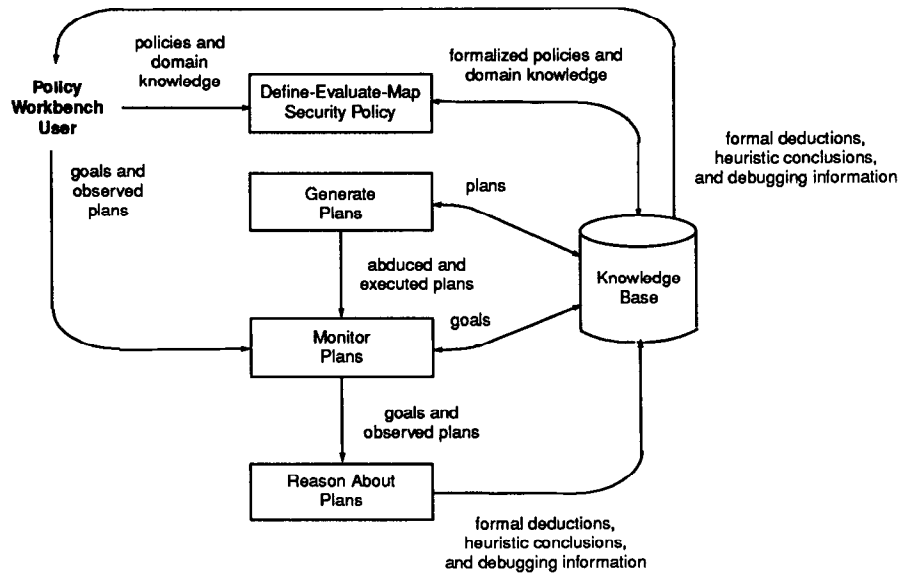 policies and
domain
knowledge
formalized policies and
domain knowledge
Policy
Workbench
User
Define-Evaluate-Map
Security Policy
formal deductions,
heuristic conclusions,
and debugging information
goals and
observed
plans
Generate
Plans
plans
abduced and
executed plans
Knowledge
Base
goals
Monitor
Plans
goals and
observed plans
Reason About
Plans
formal deductions,
heuristic conclusions,
and debugging information